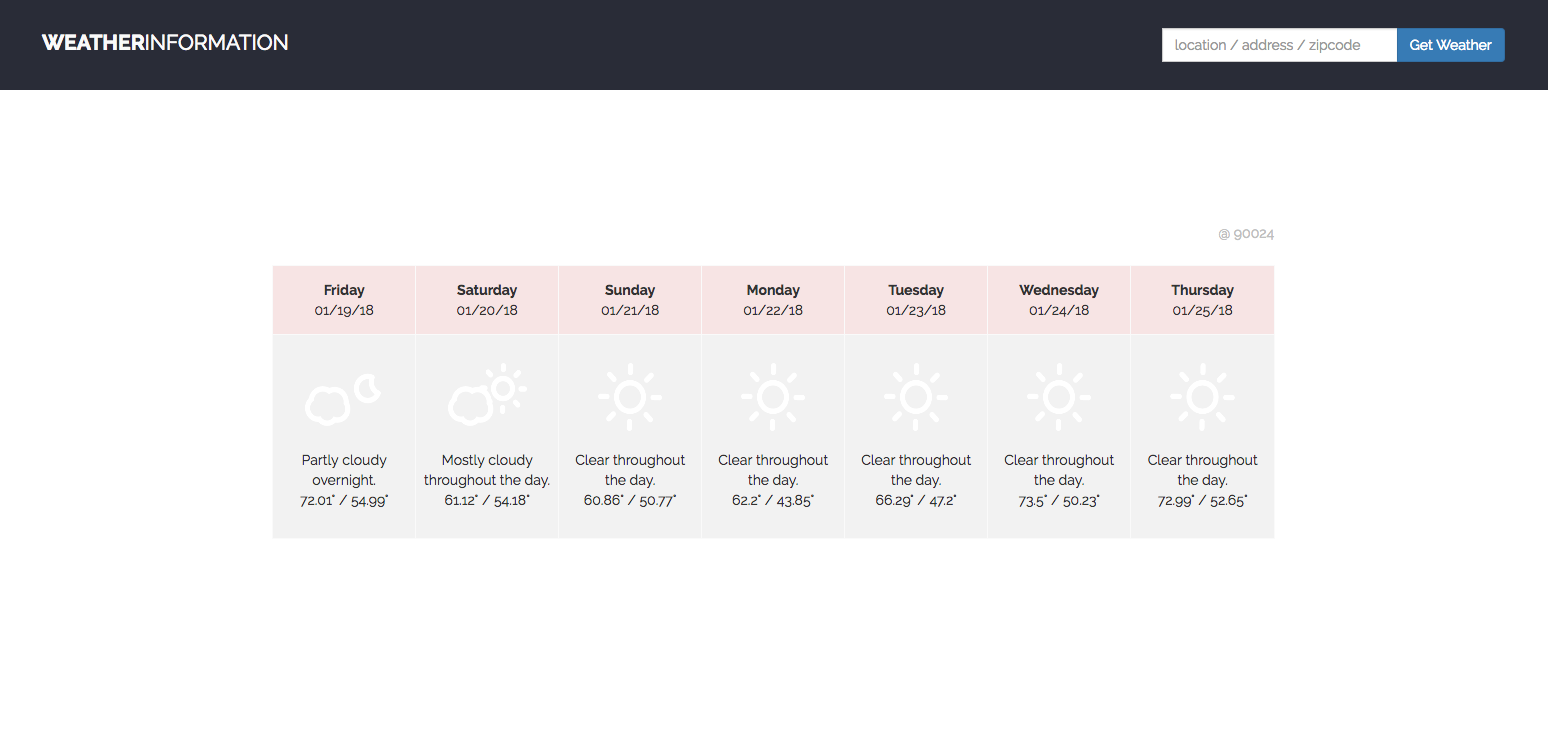 WEATHERINFORMATION
location / address / zipcode
Get Weather
@ 90024
Friday
01/19/18
Saturday
01/20/18
Sunday
01/21/18
Monday
01/22/18
Tuesday
01/23/18
Wednesday
01/24/18
Thursday
01/25/18
Partly cloudy
overnight.
72.01° / 54.99°
Mostly cloudy
throughout the day.
61.12° / 54.18°
Clear throughout
the day.
60.86° / 50.77°
Clear throughout
the day.
62.2° / 43.85°
Clear throughout
the day.
66.29° / 47.2°
Clear throughout
the day.
73.5° / 50.23°
Clear throughout
the day.
72.99° / 52.65°